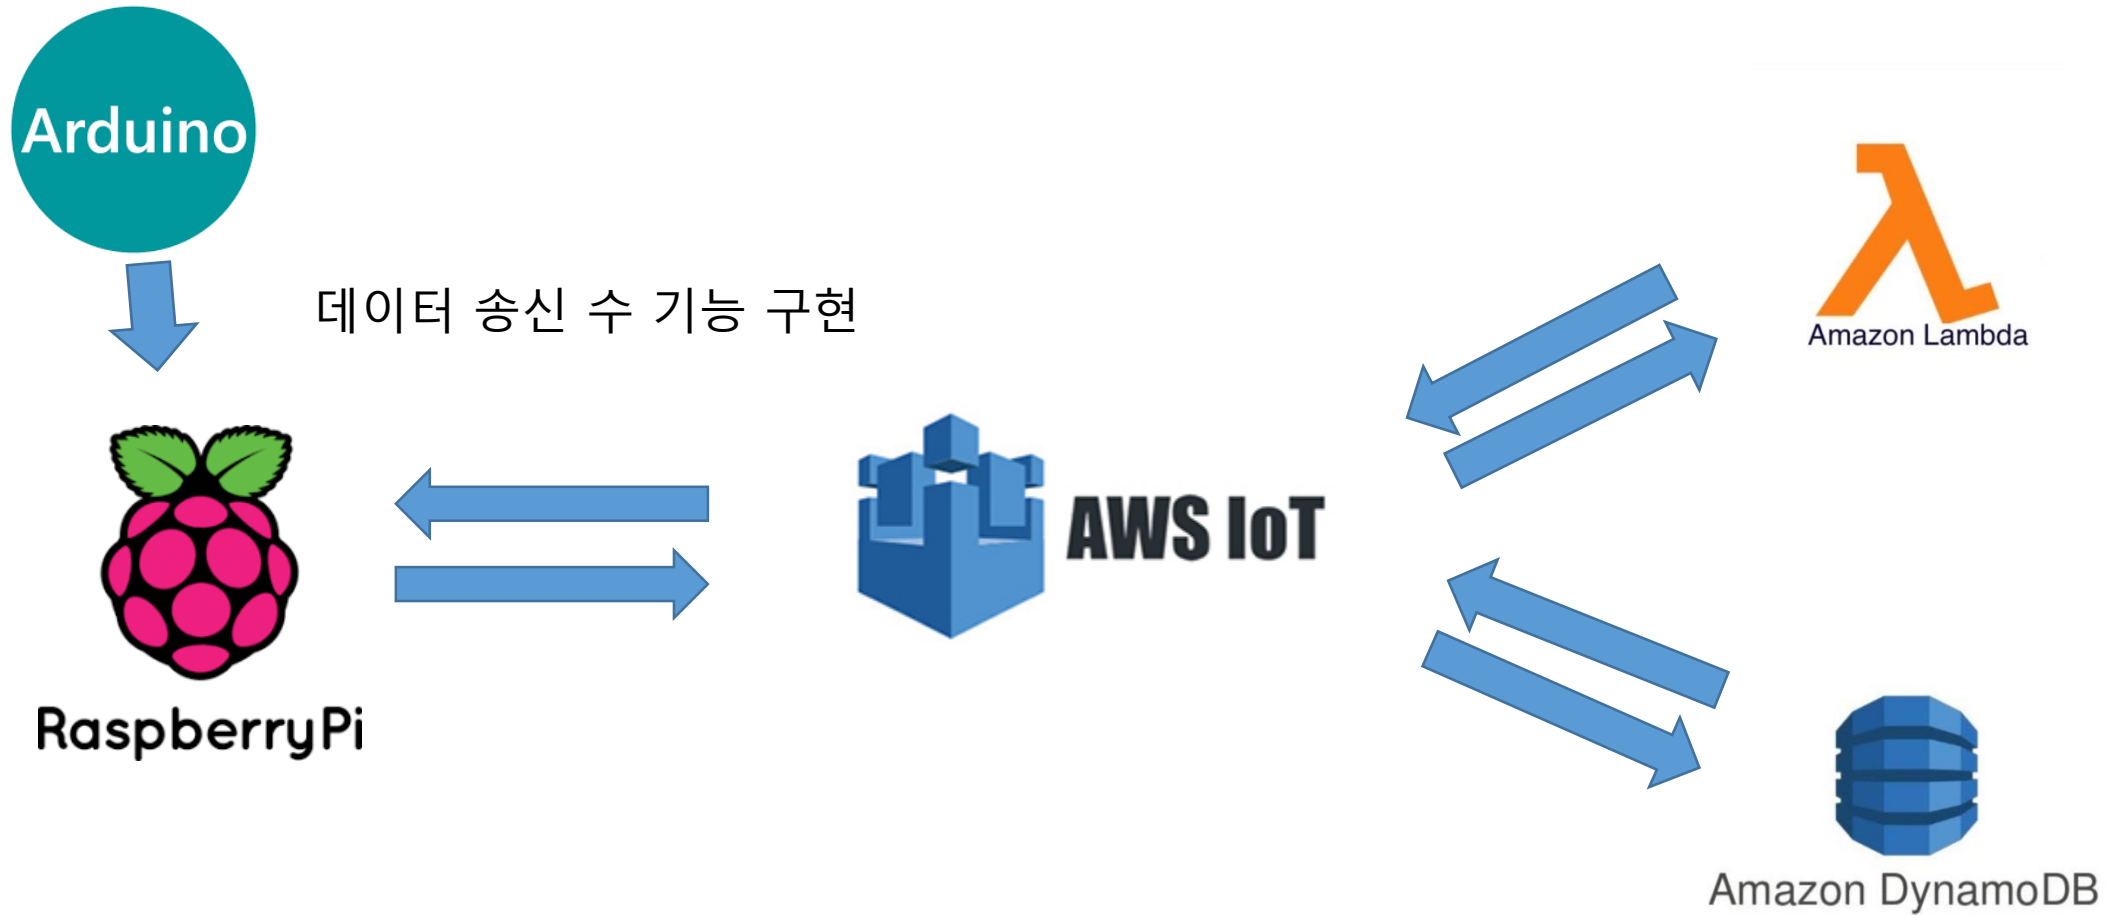 Arduino
데이터 송신 수 기능 구현
Amazon Lambda
AWS IoT
RaspberryPi
Amazon DynamoDB